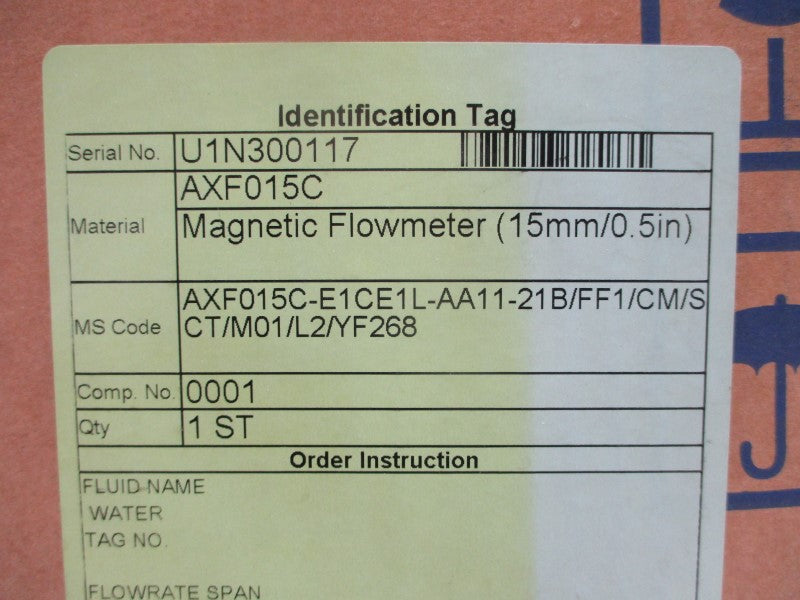 Identification Tag
Serial No. U1N300117
AXF015C
Material Magnetic Flowmeter (15mm/0.5in)
AXF015C-E1CE1L-AA11-21B/FF1/CM/S
MS Code CT/M01/L2/YF268
Comp. No. 0001
Qty 1 ST
Order Instruction
FLUID NAME
WATER
TAG NO.
FLOWRATE SPAN